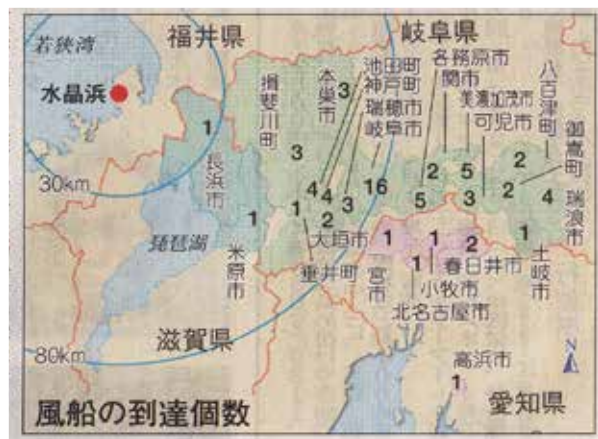 若狭湾
福井県
岐阜県
水晶浜
30km
80km
揖斐川町
本巣市
池田町
神戸町
瑞穂市
岐阜市
各務原市
関市
美濃加茂市
可児市
八百津町
御嵩町
瑞浪市
土岐市
長浜市
米原市
琵琶湖
滋賀県
大垣市
垂井町
一宮市
春日井市
小牧市
北名古屋市
高浜市
愛知県
1
3
3
4
4
16
2
5
2
5
3
2
4
1
1
1
2
3
1
1
2
1
1
N
風船の到達個数